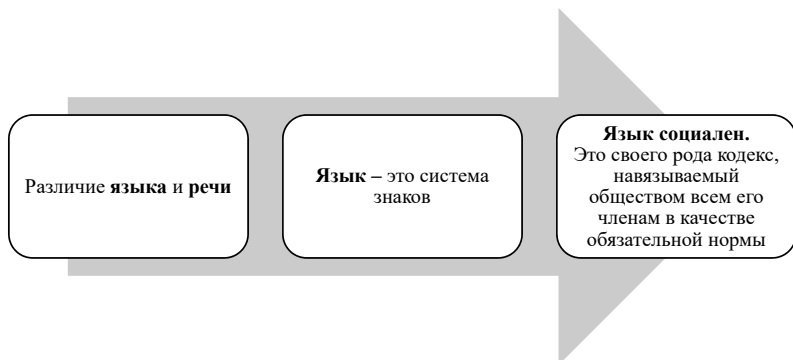 Различие языка и речи
Язык – это система
знаков
Язык социален.
Это своего рода кодекс,
навязываемый
обществом всем его
членам в качестве
обязательной нормы